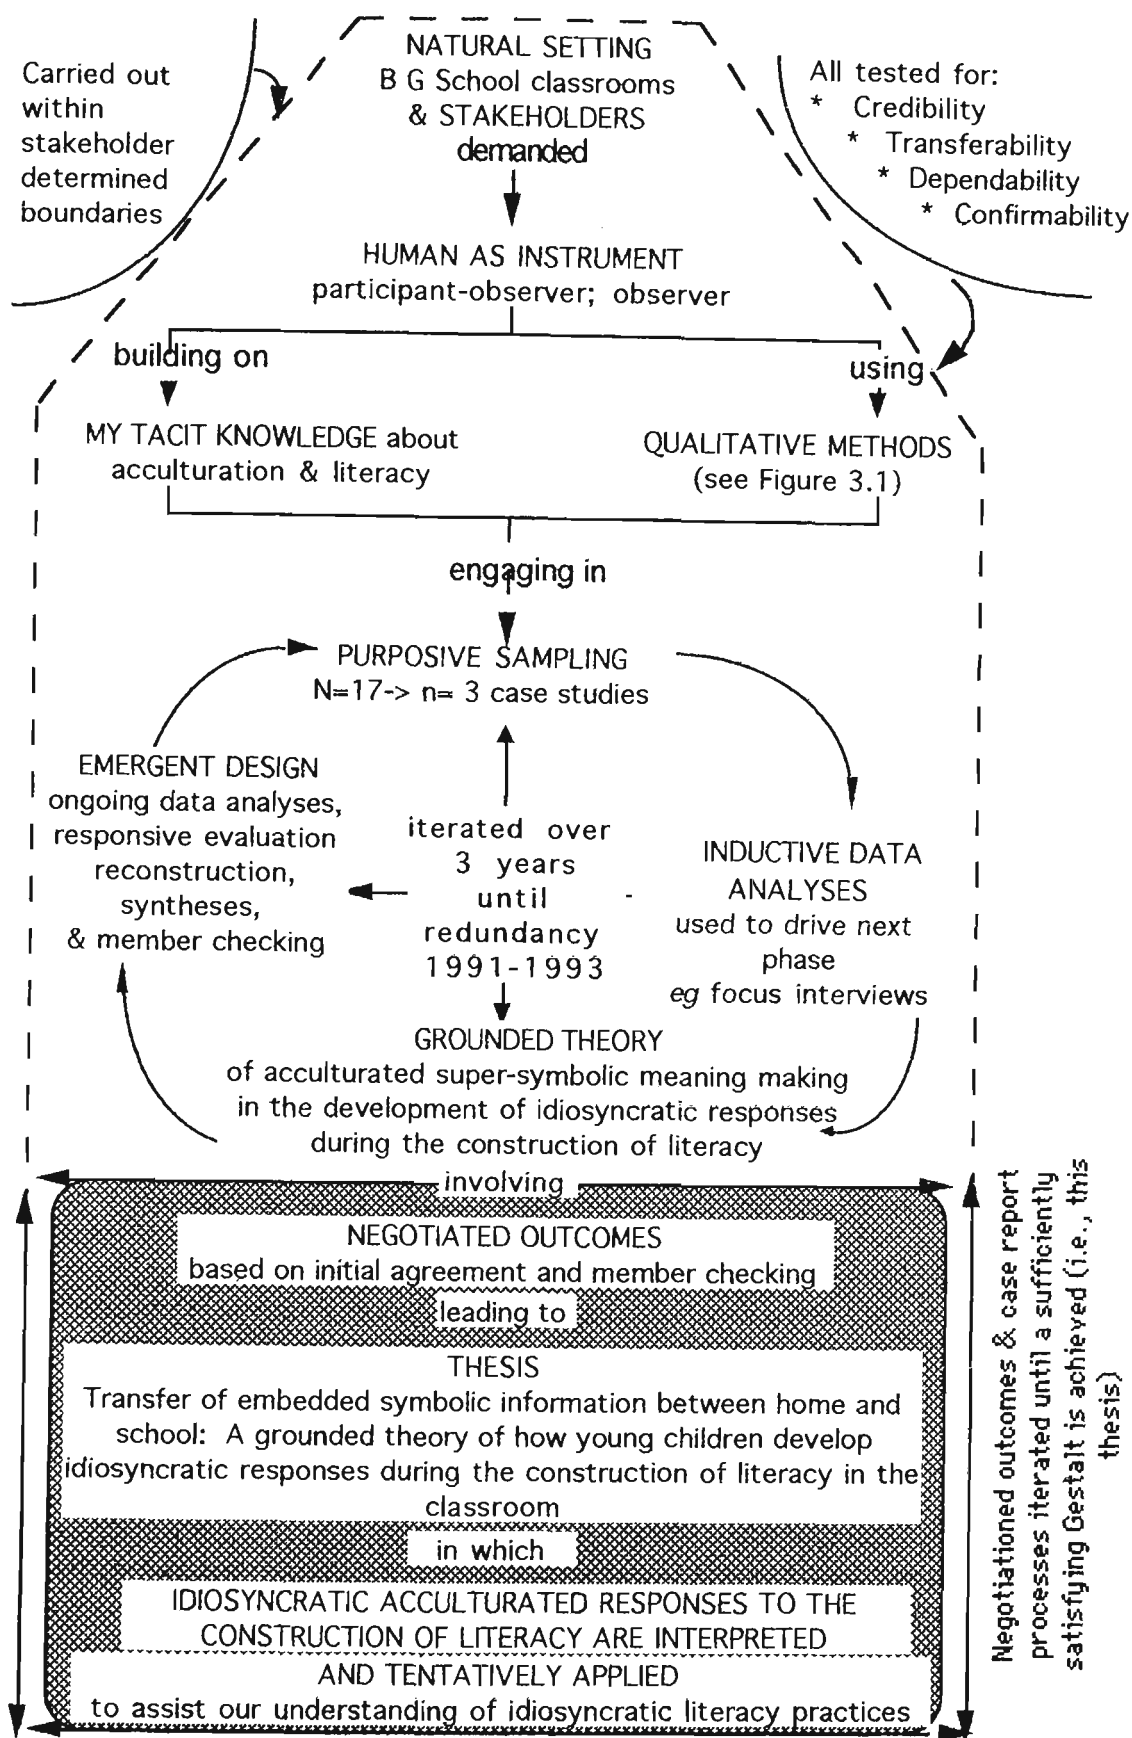 Carried out
within
stakeholder
determined
boundaries
NATURAL SETTING
B G School classrooms
& STAKEHOLDERS
demanded
All tested for:
* Credibility
* Transferability
* Dependability
* Confirmability
HUMAN AS INSTRUMENT
participant-observer; observer
building on
using
MY TACIT KNOWLEDGE about
acculturation & literacy
QUALITATIVE METHODS
(see Figure 3.1)
engaging in
PURPOSIVE SAMPLING
N=17-> n= 3 case studies
EMERGENT DESIGN
ongoing data analyses,
responsive evaluation
reconstruction,
syntheses,
& member checking
iterated over
3 years
until
redundancy
1991-1993
INDUCTIVE DATA
ANALYSES
used to drive next
phase
eg focus interviews
GROUNDED THEORY
of acculturated super-symbolic meaning making
in the development of idiosyncratic responses
during the construction of literacy
involving
NEGOTIATED OUTCOMES
based on initial agreement and member checking
leading to
THESIS
Transfer of embedded symbolic information between home and
school: A grounded theory of how young children develop
idiosyncratic responses during the construction of literacy in the
classroom
in which
IDIOSYNCRATIC ACCULTURATED RESPONSES TO THE
CONSTRUCTION OF LITERACY ARE INTERPRETED
AND TENTATIVELY APPLIED
to assist our understanding of idiosyncratic literacy practices
Negotiationed outcomes & case report
processes iterated until a sufficiently
satisfying Gestalt is achieved (i.e., this
thesis)